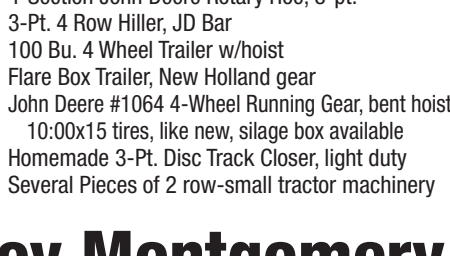 3-Pt. 4 Row Hiller, JD Bar
100 Bu. 4 Wheel Trailer w/hoist
Flare Box Trailer, New Holland gear
John Deere #1064 4-Wheel Running Gear, bent hoist
10:00x15 tires, like new, silage box available
Homemade 3-Pt. Disc Track Closer, light duty
Several Pieces of 2 row-small tractor machinery
Montgomery